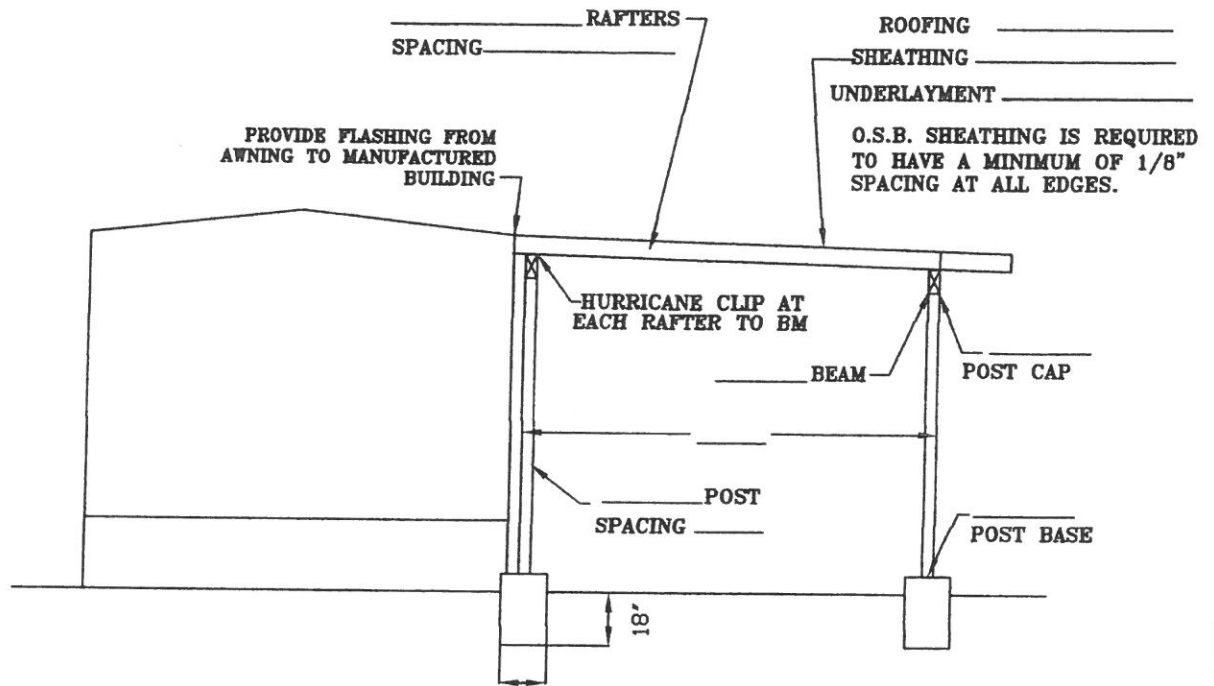 RAFTERS
SPACING
ROOFING
SHEATHING
UNDERLAYMENT
O.S.B. SHEATHING IS REQUIRED
TO HAVE A MINIMUM OF 1/8"
SPACING AT ALL EDGES.
PROVIDE FLASHING FROM
AWNING TO MANUFACTURED
BUILDING
HURRICANE CLIP AT
EACH RAFTER TO BM
BEAM
POST CAP
POST
SPACING
POST BASE
18"